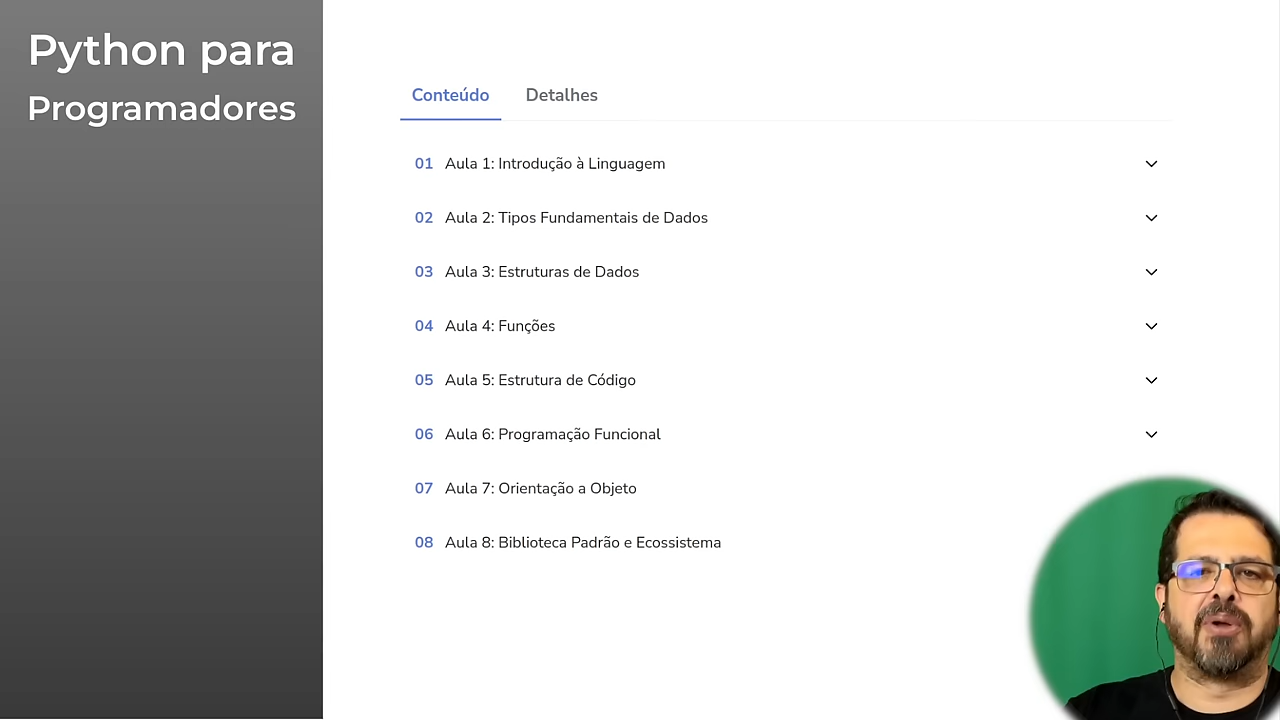 Python para
Programadores
Conteúdo Detalhes
01 Aula 1: Introdução à Linguagem
02 Aula 2: Tipos Fundamentais de Dados
03 Aula 3: Estruturas de Dados
04 Aula 4: Funções
05 Aula 5: Estrutura de Código
06 Aula 6: Programação Funcional
07 Aula 7: Orientação a Objeto
08 Aula 8: Biblioteca Padrão e Ecossistema